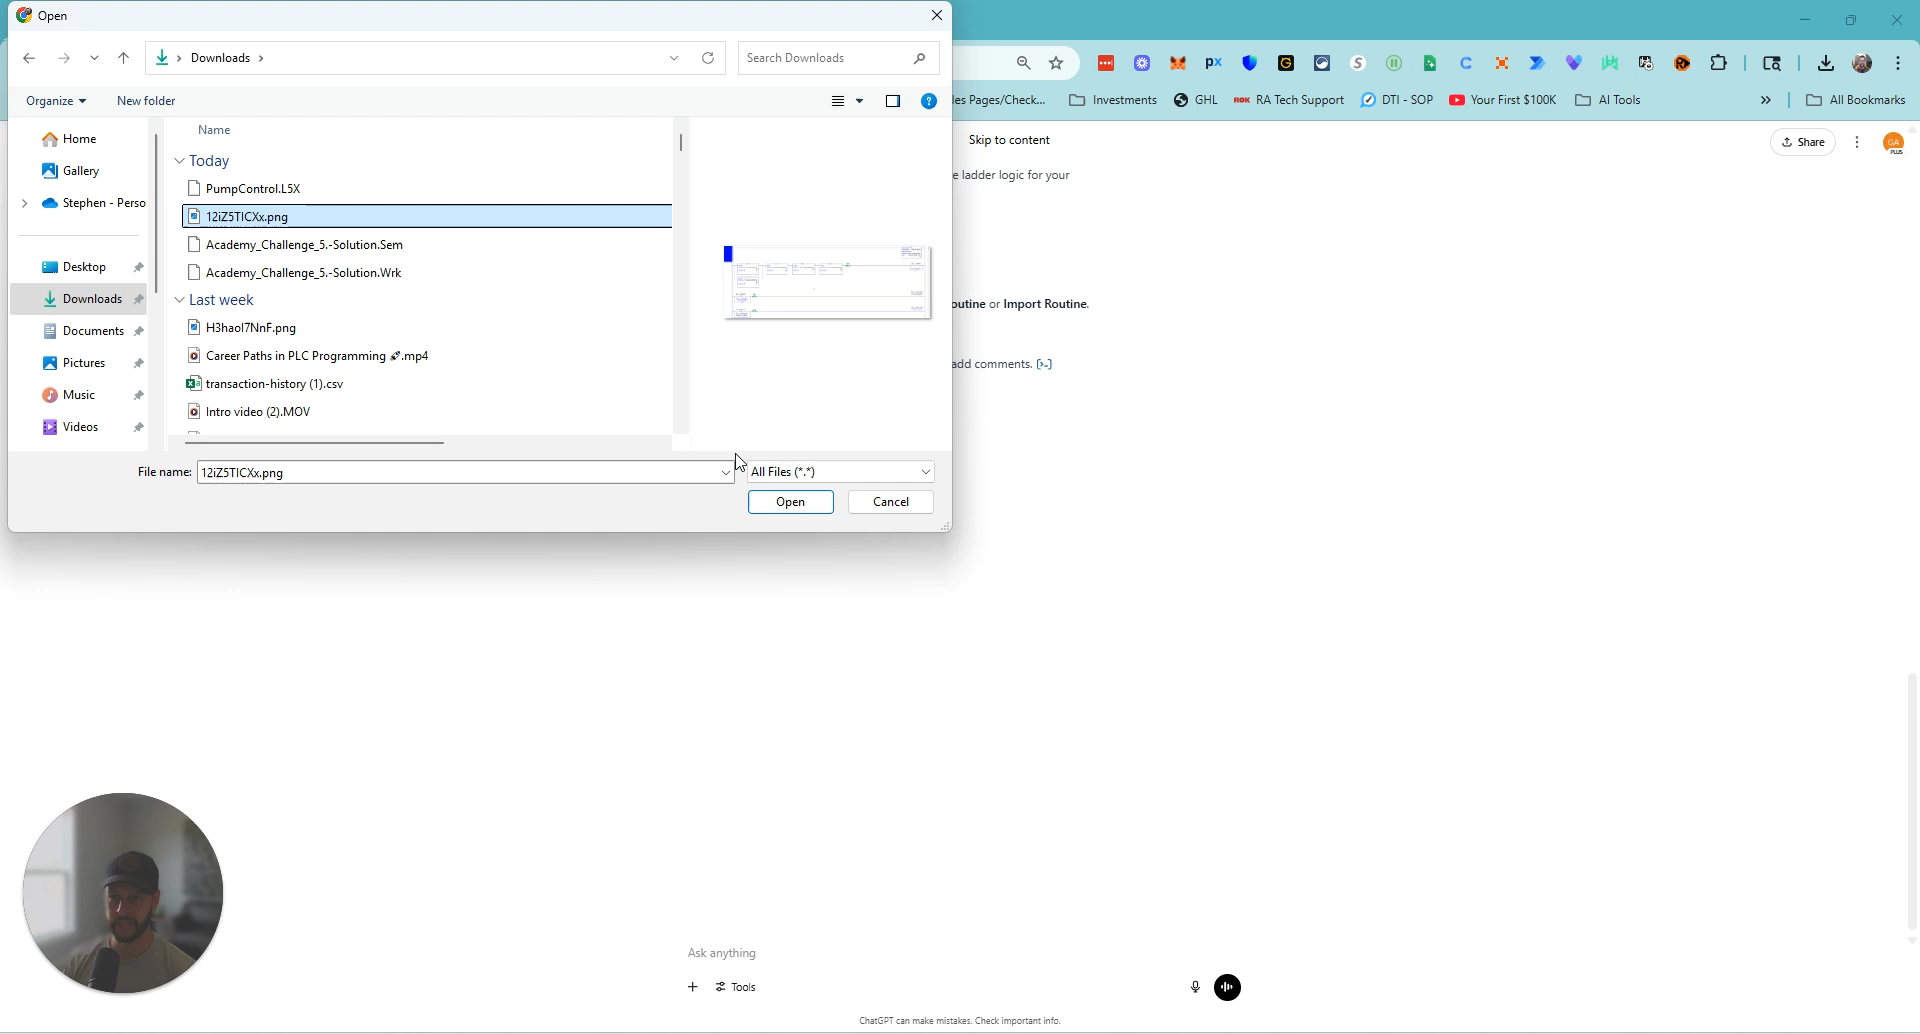 Open
Downloads
Search Downloads
Organize
New folder
Name
Home
Gallery
Stephen - Perso
Desktop
Downloads
Documents
Pictures
Music
Videos
Today
PumpControl.L5X
12iZ5TICXx.png
Academy_Challenge_5.-Solution.Sem
Academy_Challenge_5.-Solution.Wrk
Last week
H3haol7NnF.png
Career Paths in PLC Programming 🚀.mp4
transaction-history (1).csv
Intro video (2).MOV
File name:
12iZ5TICXx.png
All Files (*.*)
Open
Cancel
les Pages/Check...
Investments
GHL
RA Tech Support
DTI - SOP
Your First $100K
AI Tools
All Bookmarks
Skip to content
Share
GA
PLUS
e ladder logic for your
outine or Import Routine.
add comments.
Ask anything
Tools
ChatGPT can make mistakes. Check important info.